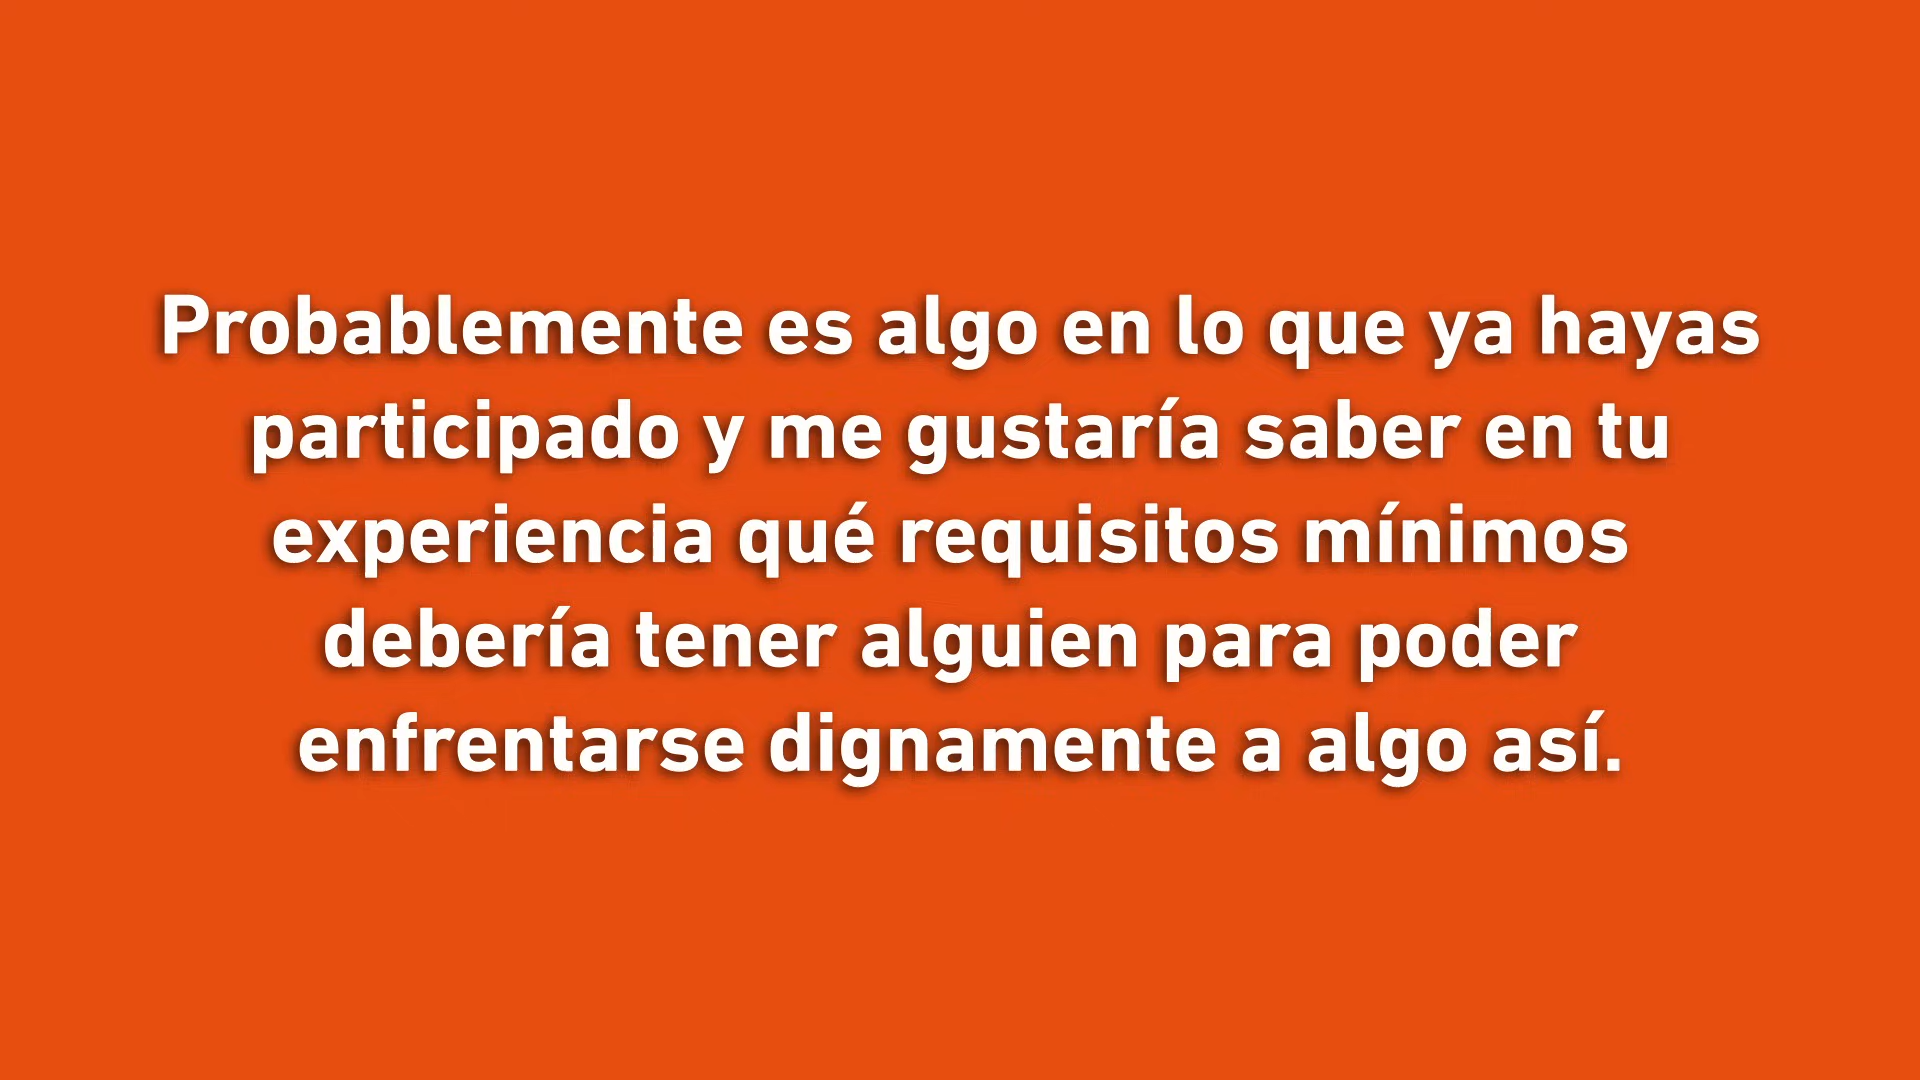 Probablemente es algo en lo que ya hayas
participado y me gustaría saber en tu
experiencia qué requisitos mínimos
debería tener alguien para poder
enfrentarse dignamente a algo así.